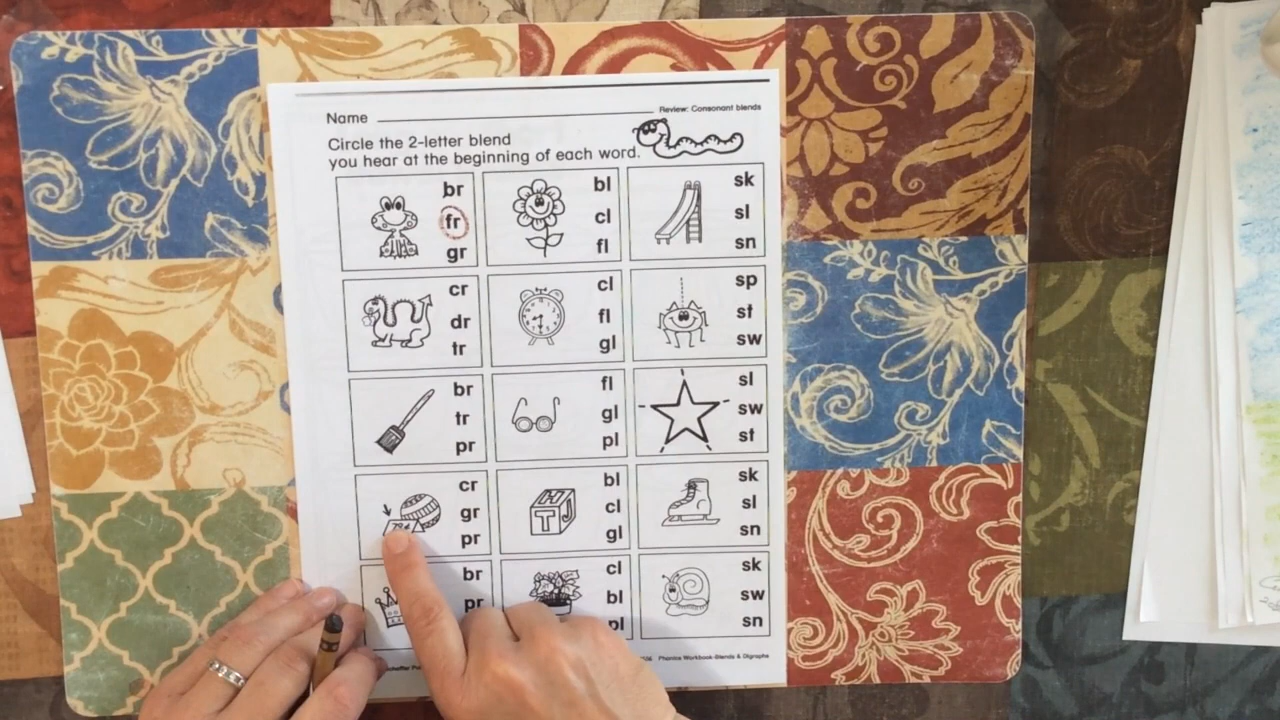 Name
Review: Consonant blends
Circle the 2-letter blend
you hear at the beginning of each word.
br
fr
gr
bl
cl
fl
sk
sl
sn
cr
dr
tr
cl
fl
gl
sp
st
sw
br
tr
pr
fl
gl
pl
sl
sw
st
79¢
cr
gr
pr
H
T
J
bl
cl
gl
sk
sl
sn
br
pr
cl
bl
pl
sk
sw
sn
Phonics Workbook-Blends & Digraphs